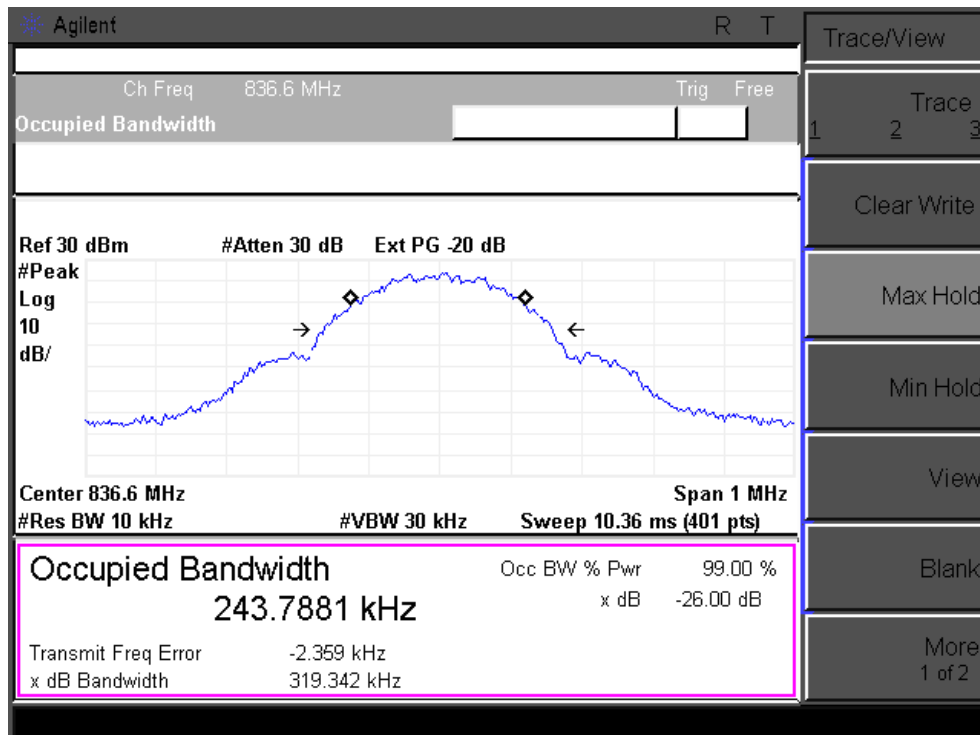 Agilent R T
Trace/View
Ch Freq 836.6 MHz Trig Free
Occupied Bandwidth
Trace
1 2 3
Clear Write
Ref 30 dBm #Atten 30 dB Ext PG -20 dB
#Peak
Log
10
dB/
Max Hold
Min Hold
View
Center 836.6 MHz Span 1 MHz
#Res BW 10 kHz #VBW 30 kHz Sweep 10.36 ms (401 pts)
Occupied Bandwidth
243.7881 kHz
Occ BW % Pwr 99.00 %
x dB -26.00 dB
Transmit Freq Error -2.359 kHz
x dB Bandwidth 319.342 kHz
Blank
More
1 of 2